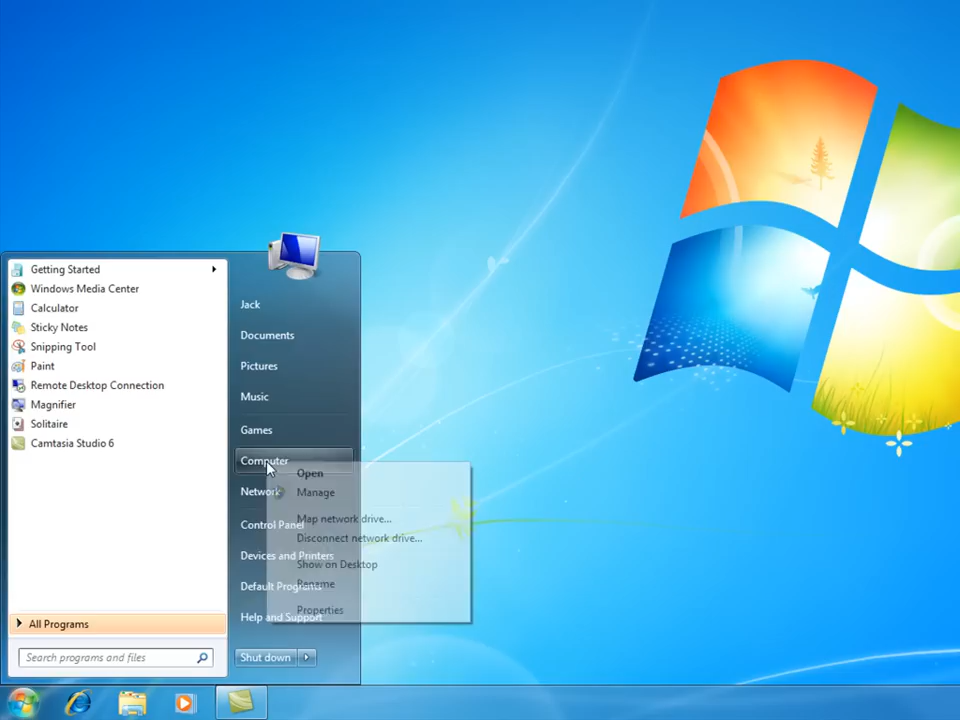 Getting Started
Windows Media Center
Calculator
Sticky Notes
Snipping Tool
Paint
Remote Desktop Connection
Magnifier
Solitaire
Camtasia Studio 6
All Programs
Search programs and files
Jack
Documents
Pictures
Music
Games
Computer
Network
Control Panel
Devices and Printers
Default Programs
Help and Support
Shut down
Open
Manage
Map network drive...
Disconnect network drive...
Show on Desktop
Rename
Properties